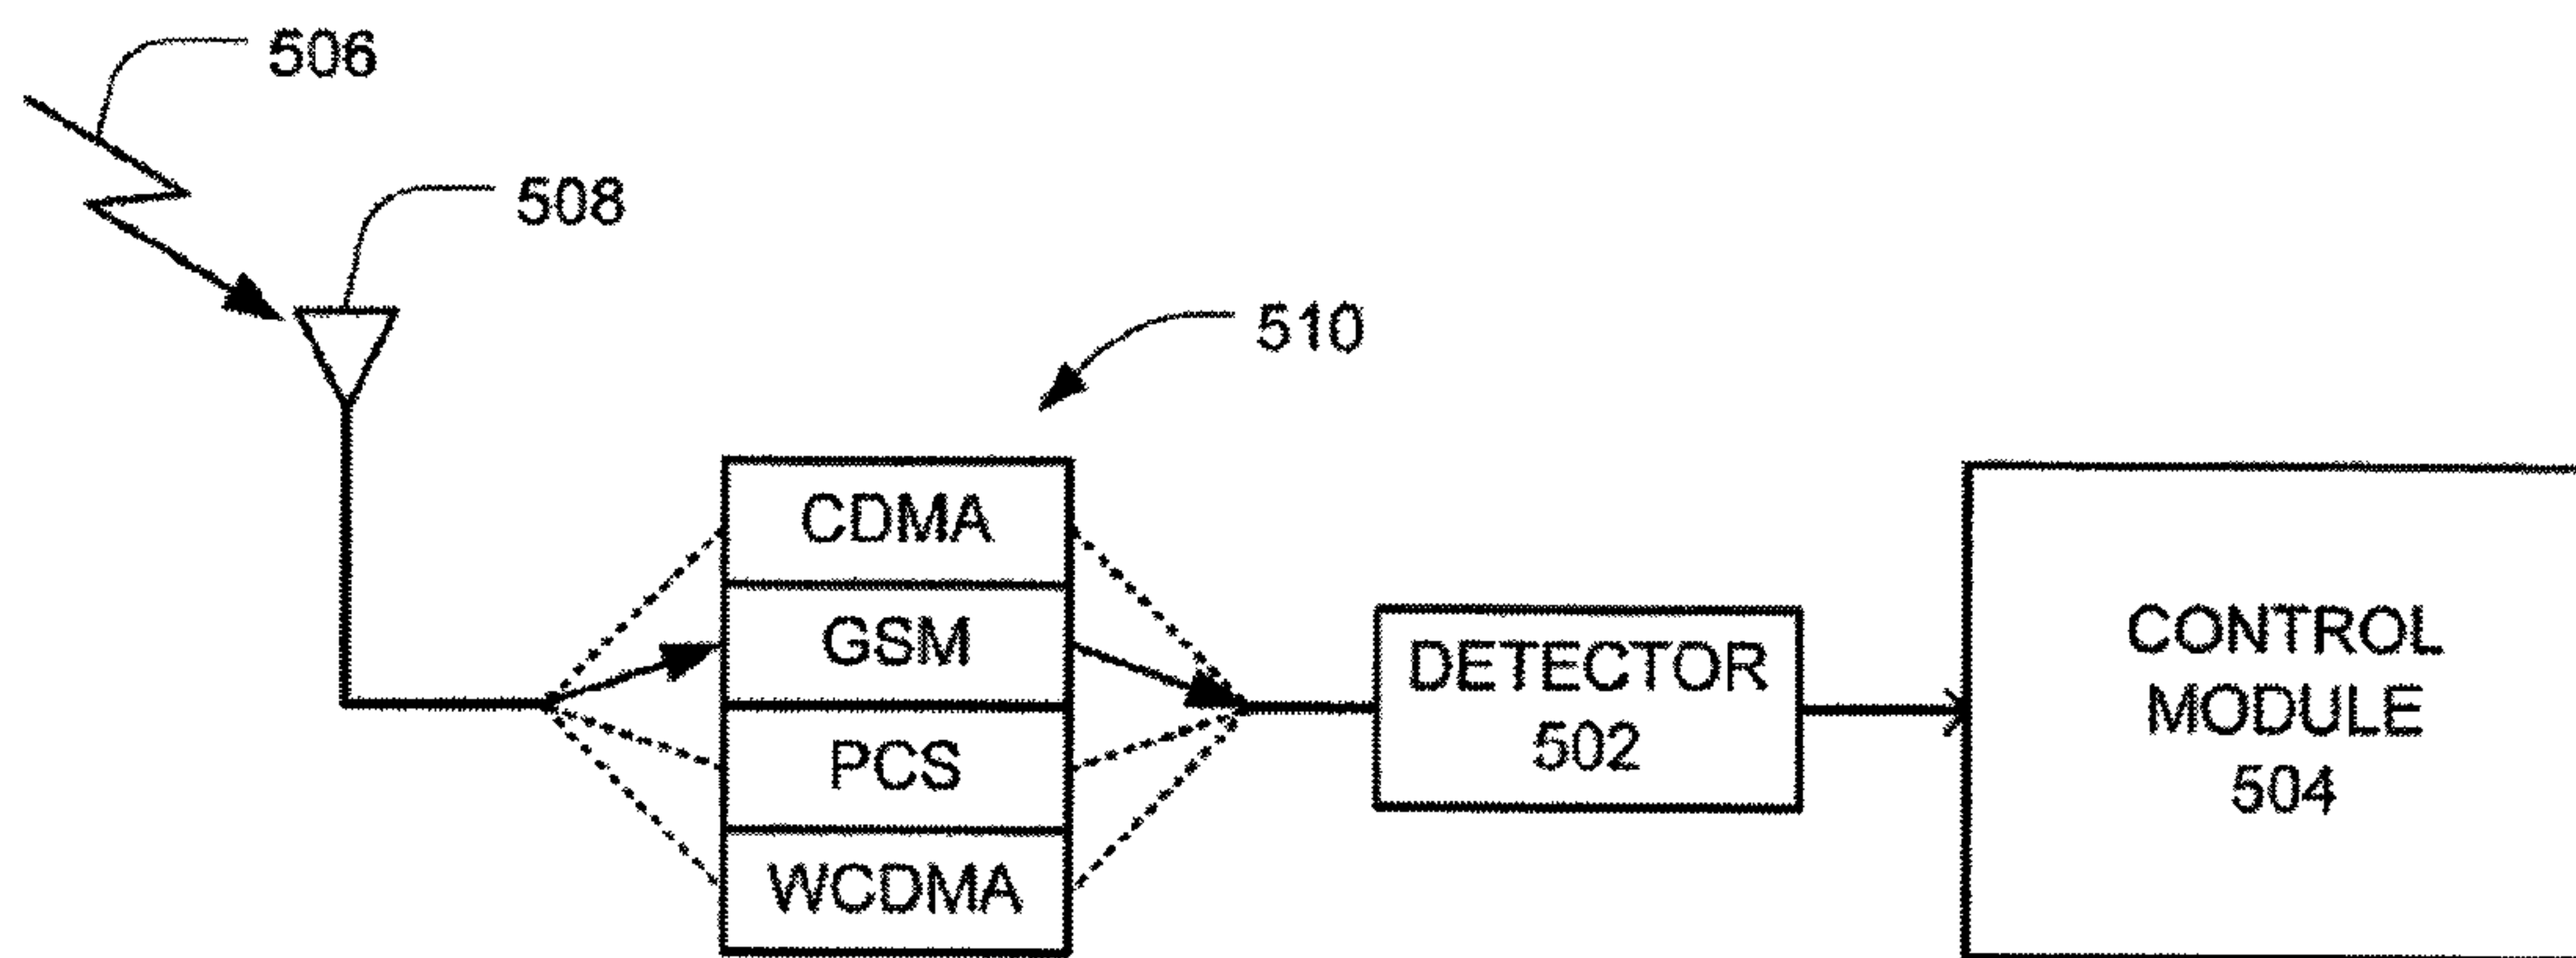 506
508
510
CDMA
GSM
PCS
WCDMA
DETECTOR
502
CONTROL
MODULE
504